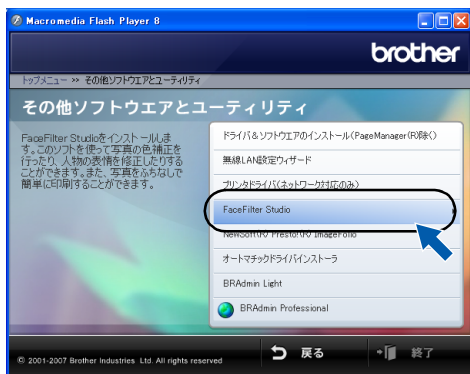 Macromedia Flash Player 8
brother
トップメニュー >> その他ソフトウエアとユーティリティ
その他ソフトウエアとユーティリティ
FaceFilter Studioをインストールしま
す。このソフトを使って写真の色補正を
行ったり、人物の表情を修正したりする
ことができます。また、写真をふちなしで
簡単に印刷することができます。
ドライバ&ソフトウエアのインストール(PageManager(R)除く)
無線LAN設定ウィザード
プリンタドライバ(ネットワーク対応のみ)
FaceFilter Studio
NewSoft(R) Presto!(R) ImageFolio
オートマチックドライバインストーラ
BRAdmin Light
BRAdmin Professional
© 2001-2007 Brother Industries Ltd. All rights reserved
戻る
終了